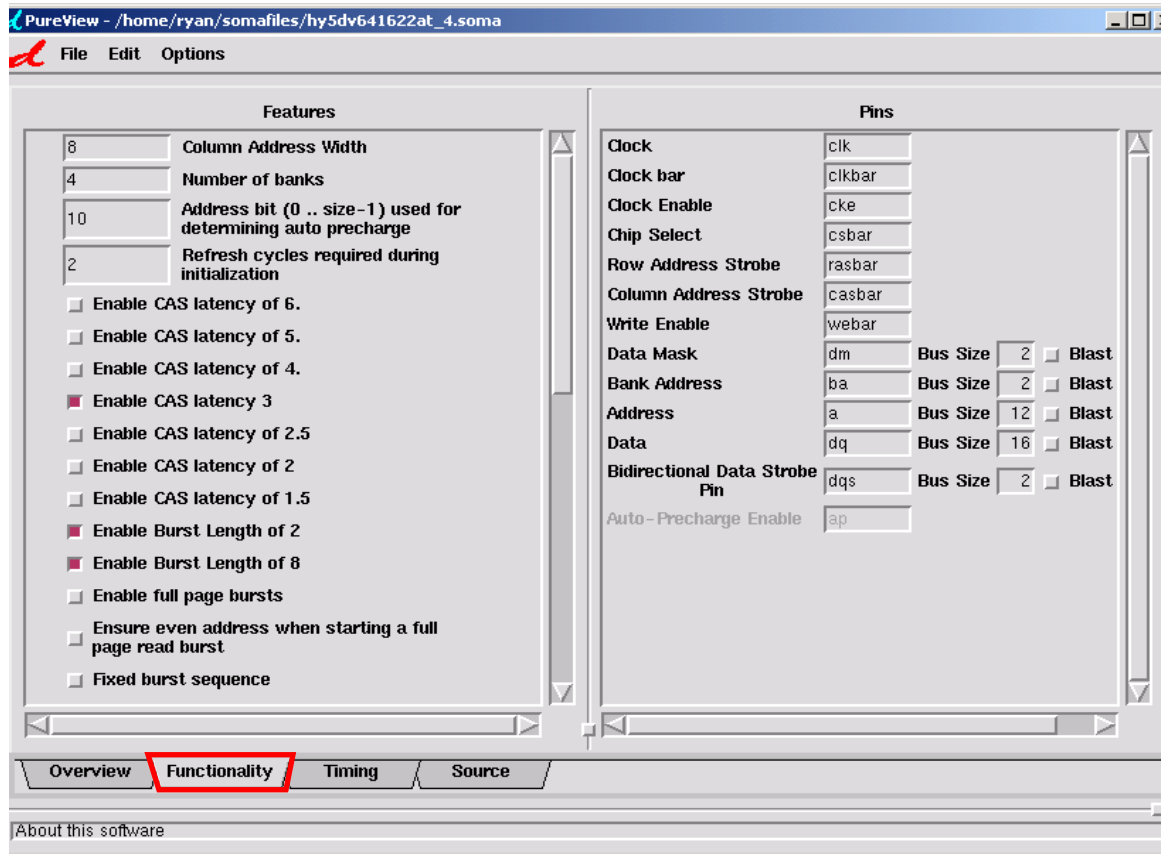 PureView - /home/ryan/somafiles/hy5dv641622at_4.soma
File Edit Options
Features
8 Column Address Width
4 Number of banks
10 Address bit (0 .. size-1) used for
determining auto precharge
2 Refresh cycles required during
initialization
Enable CAS latency of 6.
Enable CAS latency of 5.
Enable CAS latency of 4.
Enable CAS latency 3
Enable CAS latency of 2.5
Enable CAS latency of 2
Enable CAS latency of 1.5
Enable Burst Length of 2
Enable Burst Length of 8
Enable full page bursts
Ensure even address when starting a full
page read burst
Fixed burst sequence
Pins
Clock clk
Clock bar clkbar
Clock Enable cke
Chip Select csbar
Row Address Strobe rasbar
Column Address Strobe casbar
Write Enable webar
Data Mask dm Bus Size 2 Blast
Bank Address ba Bus Size 2 Blast
Address a Bus Size 12 Blast
Data dq Bus Size 16 Blast
Bidirectional Data Strobe
Pin dqs Bus Size 2 Blast
Auto-Precharge Enable ap
Overview Functionality Timing Source
About this software